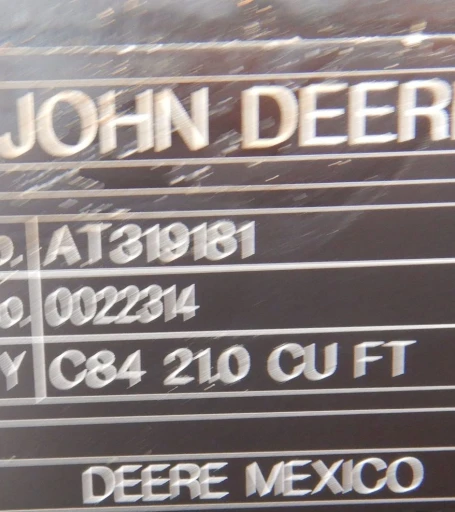 JOHN DEER
o. AT319181
o. 0022314
Y C84 21.0 CU FT
DEERE MEXICO